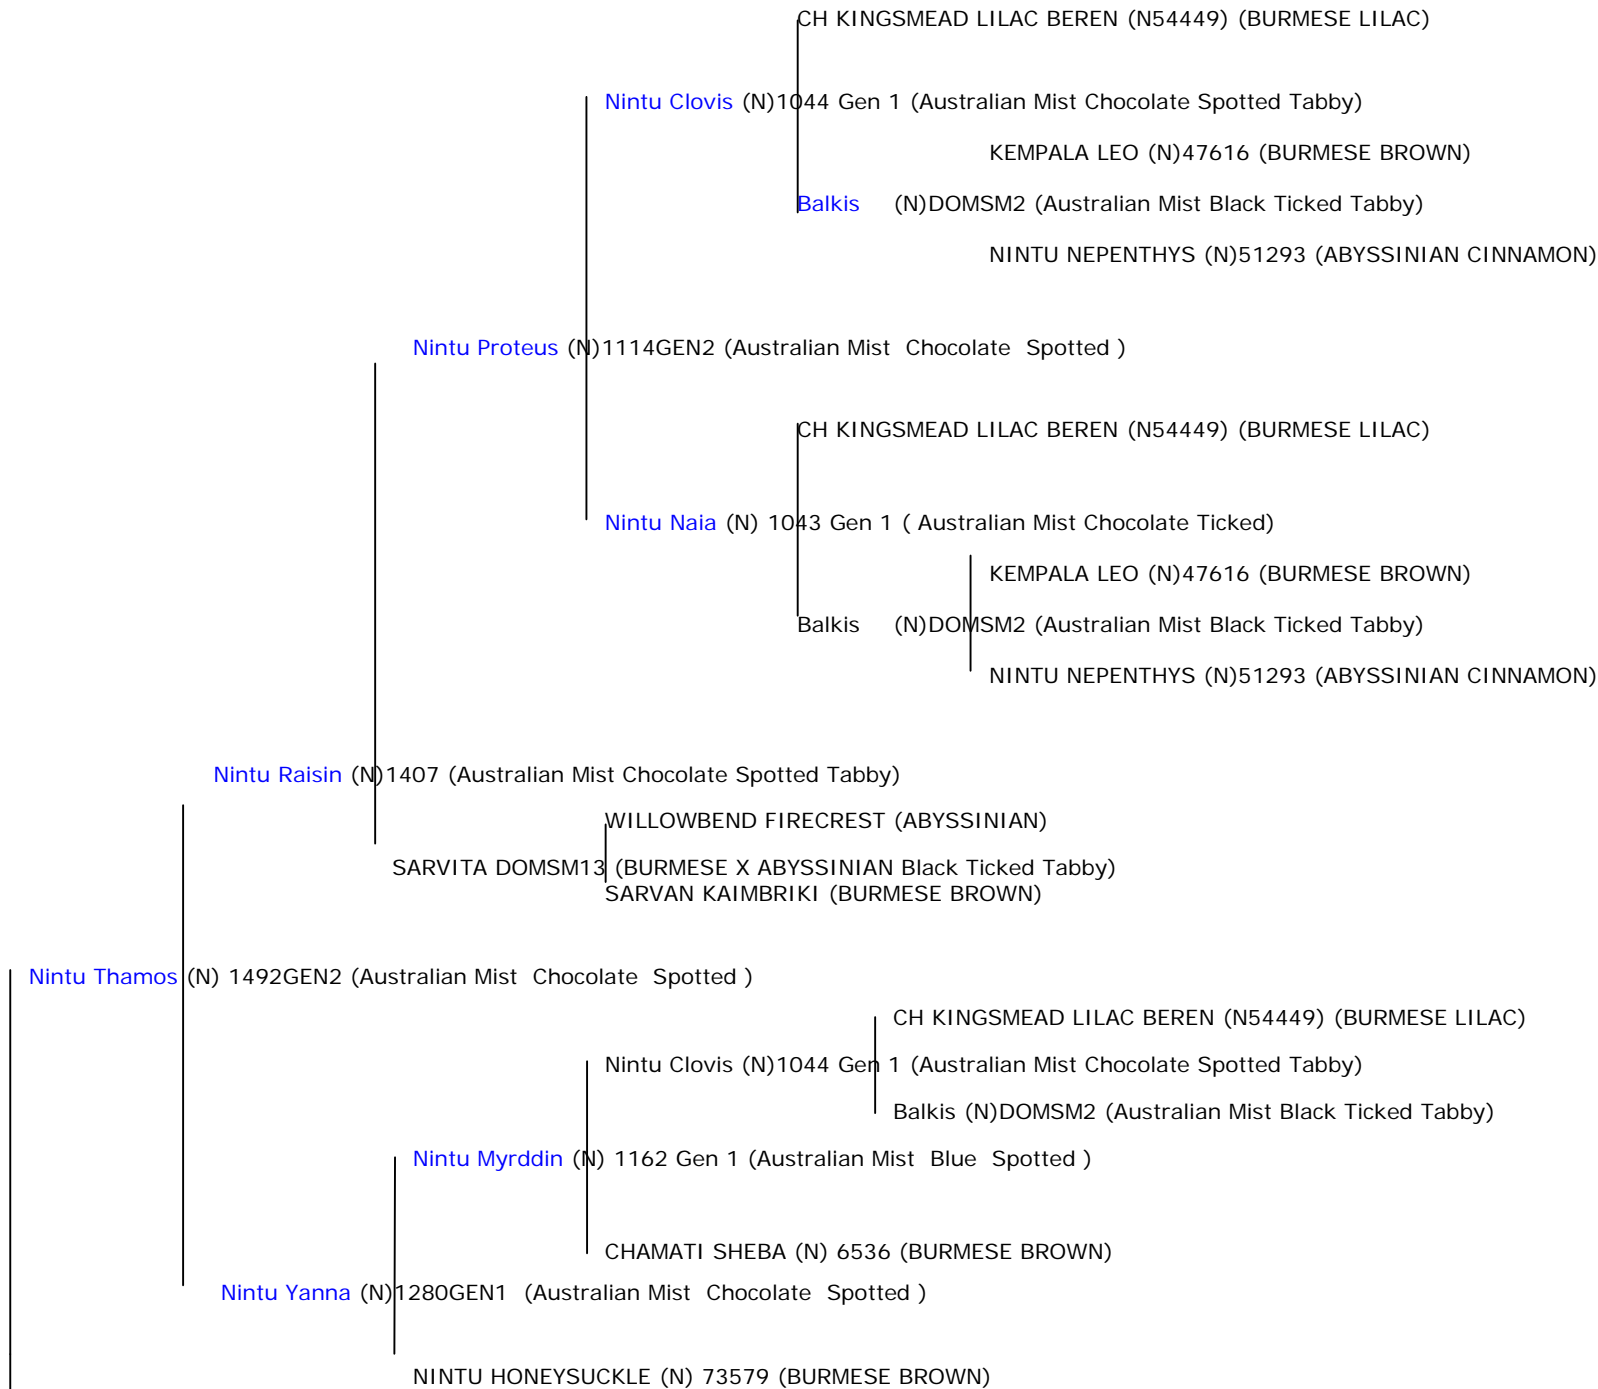 CH KINGSMEAD LILAC BEREN (N54449) (BURMESE LILAC)
Nintu Clovis (N)1044 Gen 1 (Australian Mist Chocolate Spotted Tabby)
KEMPALA LEO (N)47616 (BURMESE BROWN)
Balkis (N)DOMSM2 (Australian Mist Black Ticked Tabby)
NINTU NEPENTHYS (N)51293 (ABYSSINIAN CINNAMON)
Nintu Proteus (N)1114GEN2 (Australian Mist Chocolate Spotted )
CH KINGSMEAD LILAC BEREN (N54449) (BURMESE LILAC)
Nintu Naia (N) 1043 Gen 1 ( Australian Mist Chocolate Ticked)
KEMPALA LEO (N)47616 (BURMESE BROWN)
Balkis (N)DOMSM2 (Australian Mist Black Ticked Tabby)
NINTU NEPENTHYS (N)51293 (ABYSSINIAN CINNAMON)
Nintu Raisin (N)1407 (Australian Mist Chocolate Spotted Tabby)
WILLOWBEND FIRECREST (ABYSSINIAN)
SARVITA DOMSM13 (BURMESE X ABYSSINIAN Black Ticked Tabby)
SARVAN KAIMBRIKI (BURMESE BROWN)
Nintu Thamos (N) 1492GEN2 (Australian Mist Chocolate Spotted )
CH KINGSMEAD LILAC BEREN (N54449) (BURMESE LILAC)
Nintu Clovis (N)1044 Gen 1 (Australian Mist Chocolate Spotted Tabby)
Balkis (N)DOMSM2 (Australian Mist Black Ticked Tabby)
Nintu Myrddin (N) 1162 Gen 1 (Australian Mist Blue Spotted )
CHAMATI SHEBA (N) 6536 (BURMESE BROWN)
Nintu Yanna (N)1280GEN1 (Australian Mist Chocolate Spotted )
NINTU HONEYSUCKLE (N) 73579 (BURMESE BROWN)